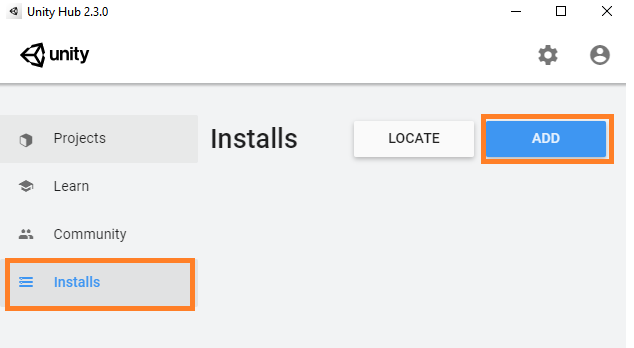 Unity Hub 2.3.0
unity
Projects
Installs
LOCATE
ADD
Learn
Community
Installs